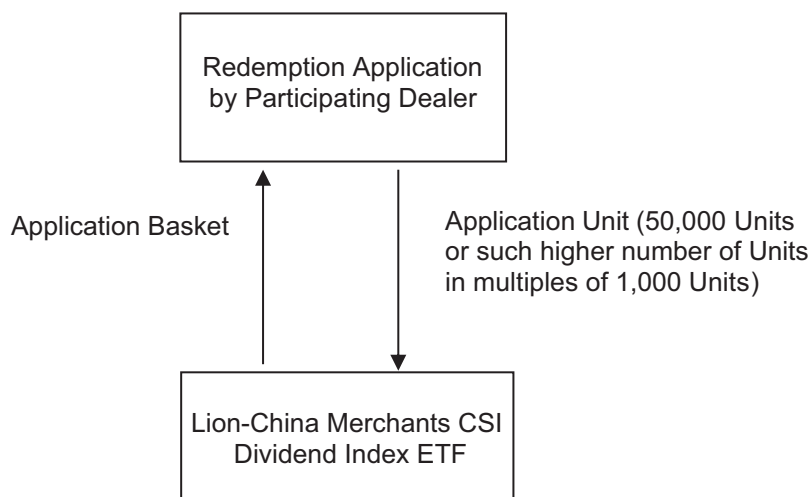 Redemption Application
by Participating Dealer
Application Basket
Application Unit (50,000 Units
or such higher number of Units
in multiples of 1,000 Units)
Lion-China Merchants CSI
Dividend Index ETF